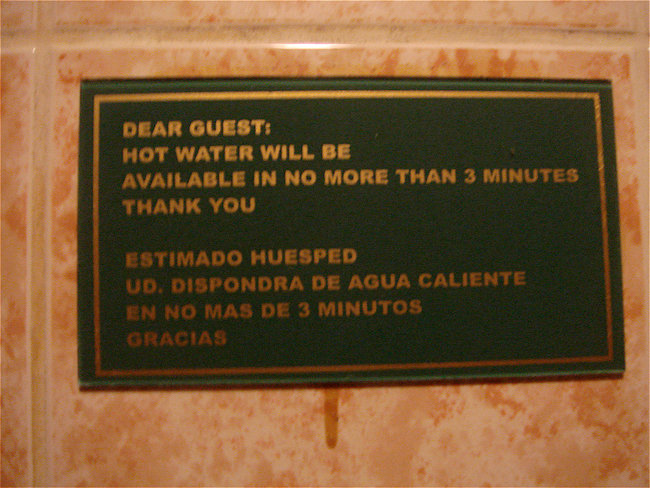 DEAR GUEST:
HOT WATER WILL BE
AVAILABLE IN NO MORE THAN 3 MINUTES
THANK YOU
ESTIMADO HUESPED
UD. DISPONDRA DE AGUA CALIENTE
EN NO MAS DE 3 MINUTOS
GRACIAS